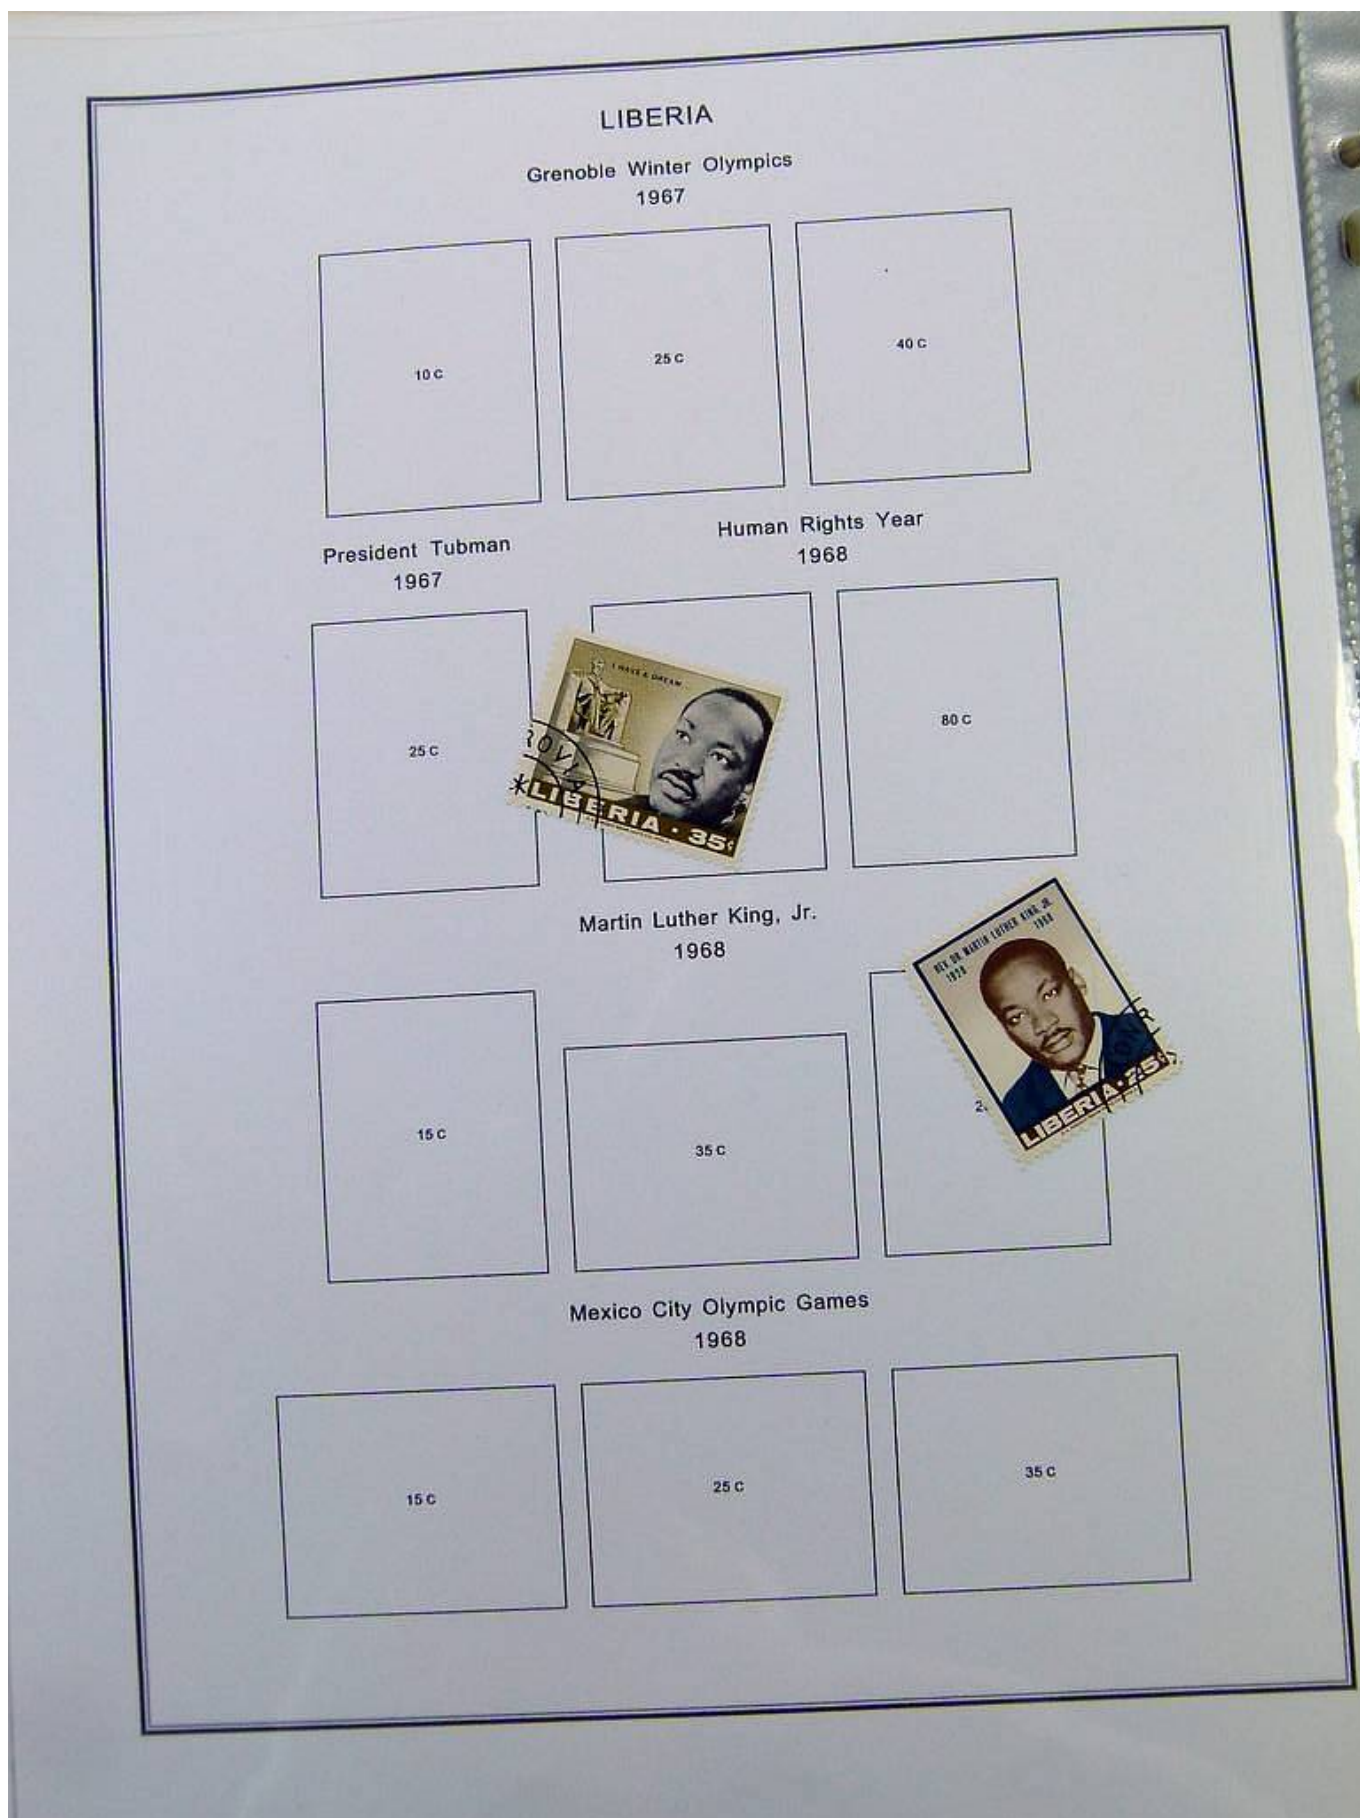 LIBERIA
Grenoble Winter Olympics
1967
10 C
25 C
40 C
President Tubman
1967
Human Rights Year
1968
25 C
I HAVE A DREAM...
ROVIA
LIBERIA · 35¢
80 C
Martin Luther King, Jr.
1968
15 C
35 C
REV. DR. MARTIN LUTHER KING, JR.
1929 1968
LIBERIA · 25¢
Mexico City Olympic Games
1968
15 C
25 C
35 C